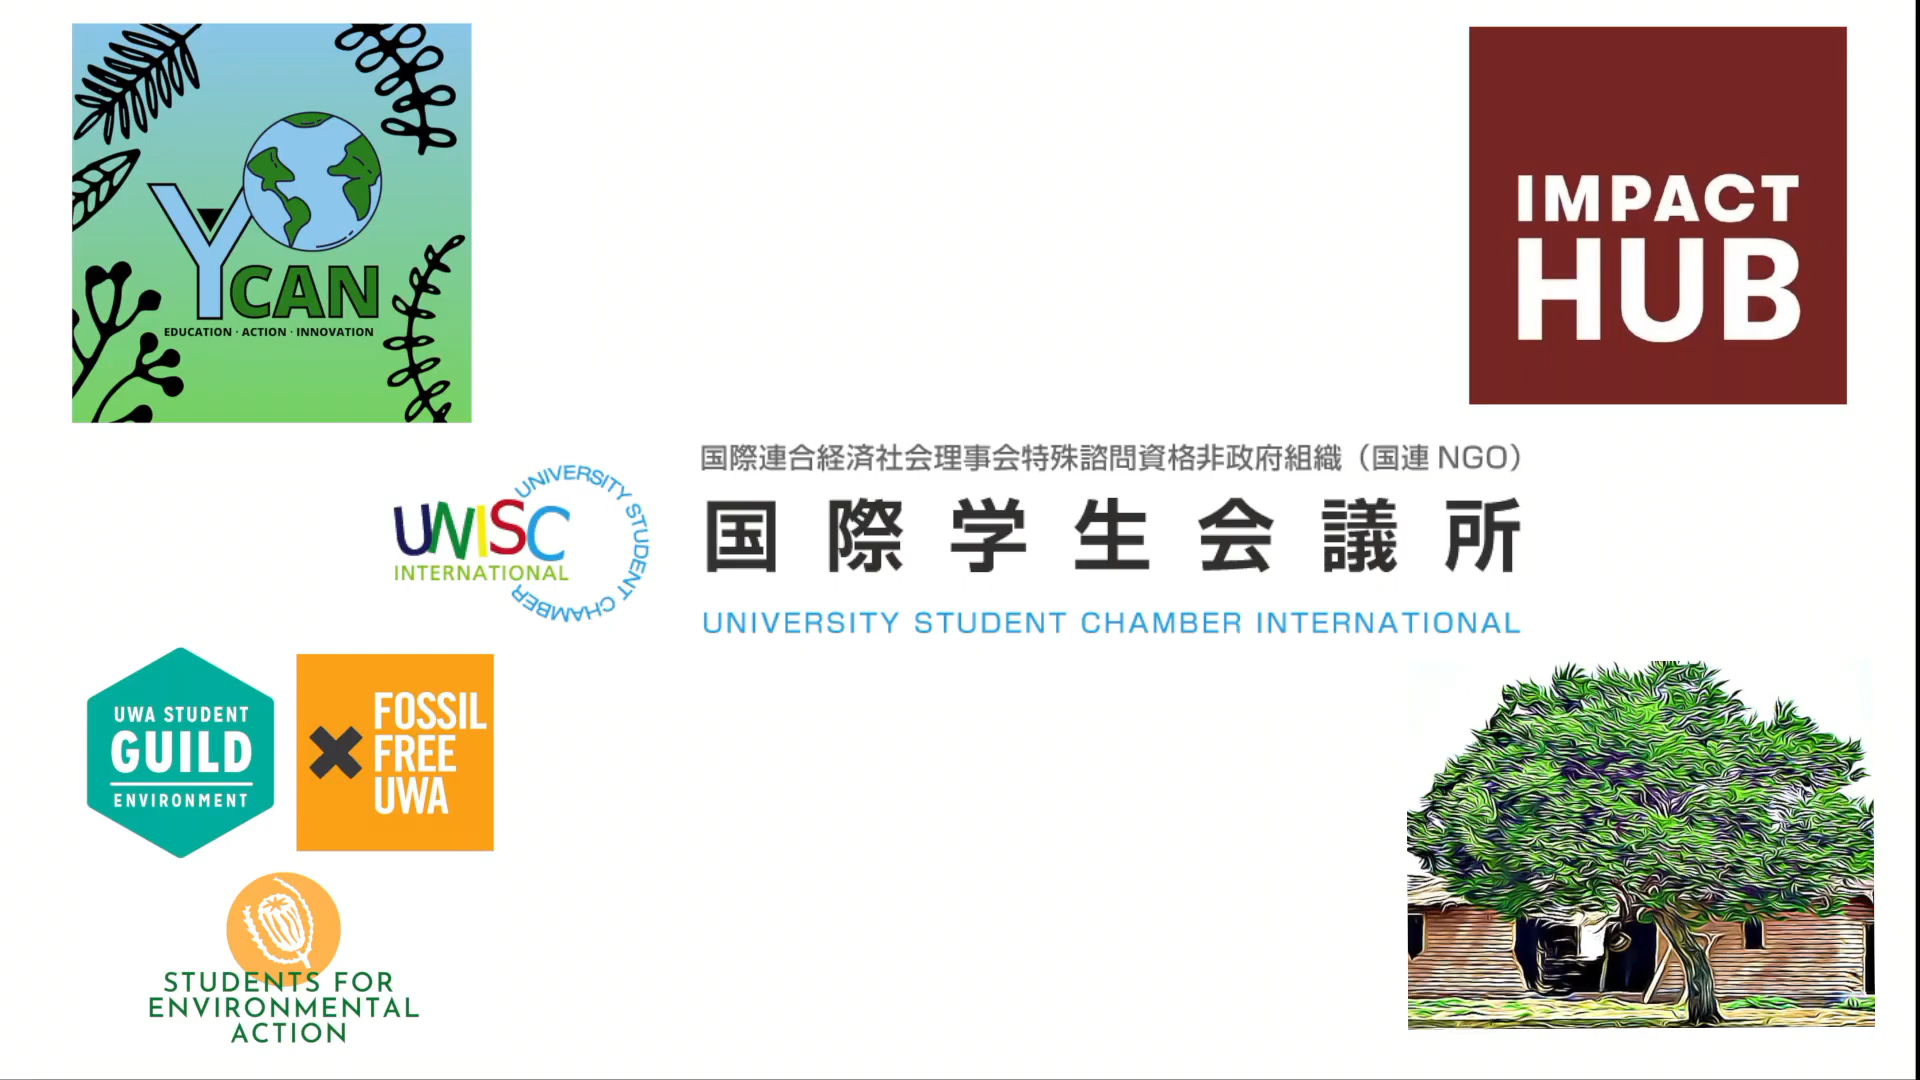 YCAN
EDUCATION · ACTION · INNOVATION
IMPACT
HUB
国際連合経済社会理事会特殊諮問資格非政府組織（国連 NGO）
UNISC
INTERNATIONAL
UNIVERSITY STUDENT CHAMBER
国際学生会議所
UNIVERSITY STUDENT CHAMBER INTERNATIONAL
UWA STUDENT
GUILD
ENVIRONMENT
FOSSIL
FREE
UWA
STUDENTS FOR
ENVIRONMENTAL
ACTION